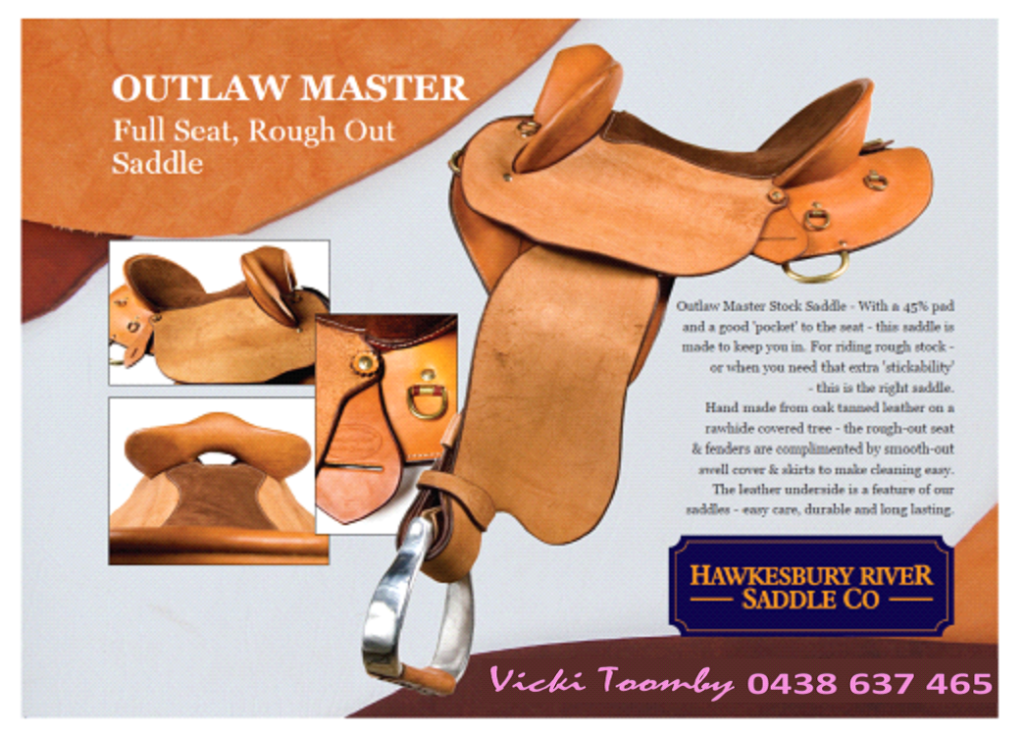 OUTLAW MASTER
Full Seat, Rough Out
Saddle
Outlaw Master Stock Saddle - With a 45% pad
and a good 'pocket' to the seat - this saddle is
made to keep you in. For riding rough stock -
or when you need that extra 'stickability'
- this is the right saddle.
Hand made from oak tanned leather on a
rawhide covered tree - the rough-out seat
& fenders are complimented by smooth-out
swell cover & skirts to make cleaning easy.
The leather underside is a feature of our
saddles - easy care, durable and long lasting.
HAWKESBURY RIVER
SADDLE CO
Vicki Toomby 0438 637 465